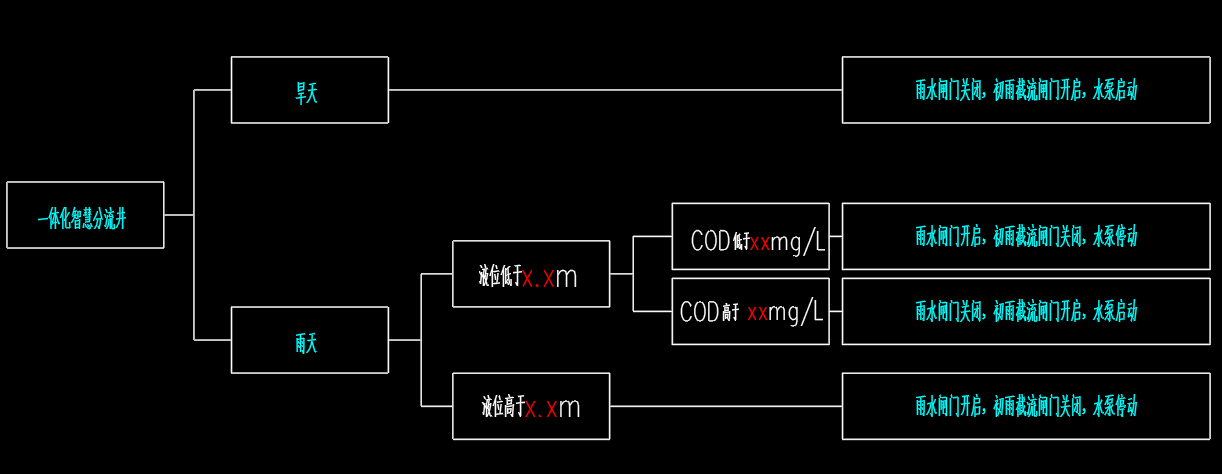 旱天
雨水闸门关闭，初雨截流闸门开启，水泵启动
一体化智慧分流井
雨天
液位低于x.xm
COD低于xxmg/L
雨水闸门开启，初雨截流闸门关闭，水泵停动
COD高于 xxmg/L
雨水闸门关闭，初雨截流闸门开启，水泵启动
液位高于x.xm
雨水闸门开启，初雨截流闸门关闭，水泵停动